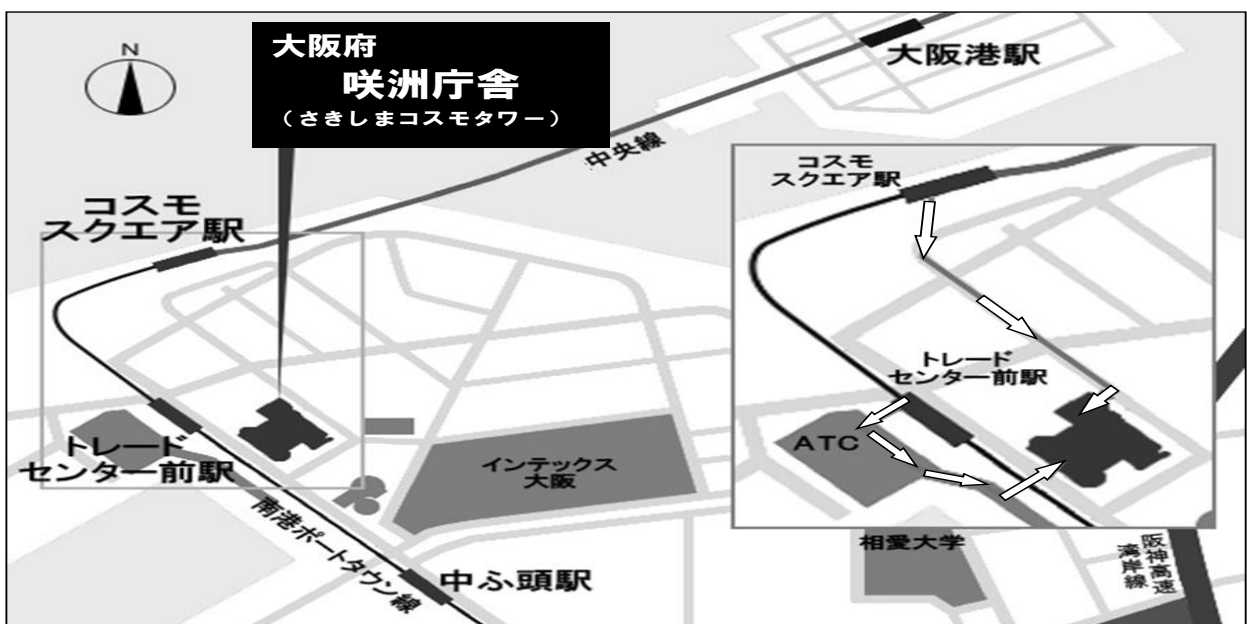 N
大阪府
咲洲庁舎
（さきしまコスモタワー）
大阪港駅
中央線
コスモ
スクエア駅
トレード
センター前駅
インテックス
大阪
南港ポートタウン線
中ふ頭駅
コスモ
スクエア駅
トレード
センター前駅
ATC
相愛大学
阪神高速
湾岸線